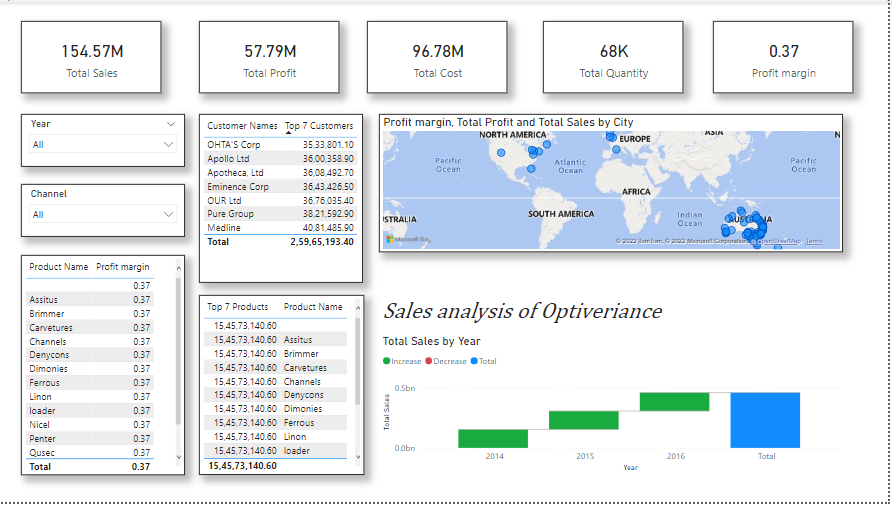 154.57M
Total Sales
57.79M
Total Profit
96.78M
Total Cost
68K
Total Quantity
0.37
Profit margin
Year
All
Channel
All
Customer Names Top 7 Customers
OHTA'S Corp 35,33,801.10
Apollo Ltd 36,00,358.90
Apotheca, Ltd 36,08,492.70
Eminence Corp 36,43,426.50
OUR Ltd 36,76,035.40
Pure Group 38,21,592.90
Medline 40,81,485.90
Total 2,59,65,193.40
Profit margin, Total Profit and Total Sales by City
NORTH AMERICA
EUROPE
ASIA
N
Pacific
Ocean
Atlantic
Ocean
Pacific
Ocean
AFRICA
STRALIA
SOUTH AMERICA
Indian
Ocean
AUSTRALIA
Microsoft Bing
© 2022 TomTom, © 2022 Microsoft Corporation, © OpenStreetMap Terms
Product Name Profit margin
0.37
Assitus 0.37
Brimmer 0.37
Carvetures 0.37
Channels 0.37
Denycons 0.37
Dimonies 0.37
Ferrous 0.37
Linon 0.37
loader 0.37
Nicel 0.37
Penter 0.37
Qusec 0.37
Total 0.37
Top 7 Products Product Name
15,45,73,140.60
15,45,73,140.60 Assitus
15,45,73,140.60 Brimmer
15,45,73,140.60 Carvetures
15,45,73,140.60 Channels
15,45,73,140.60 Denycons
15,45,73,140.60 Dimonies
15,45,73,140.60 Ferrous
15,45,73,140.60 Linon
15,45,73,140.60 loader
15,45,73,140.60
Sales analysis of Optiveriance
Total Sales by Year
Increase Decrease Total
Total Sales
0.5bn
0.0bn
2014 2015 2016 Total
Year